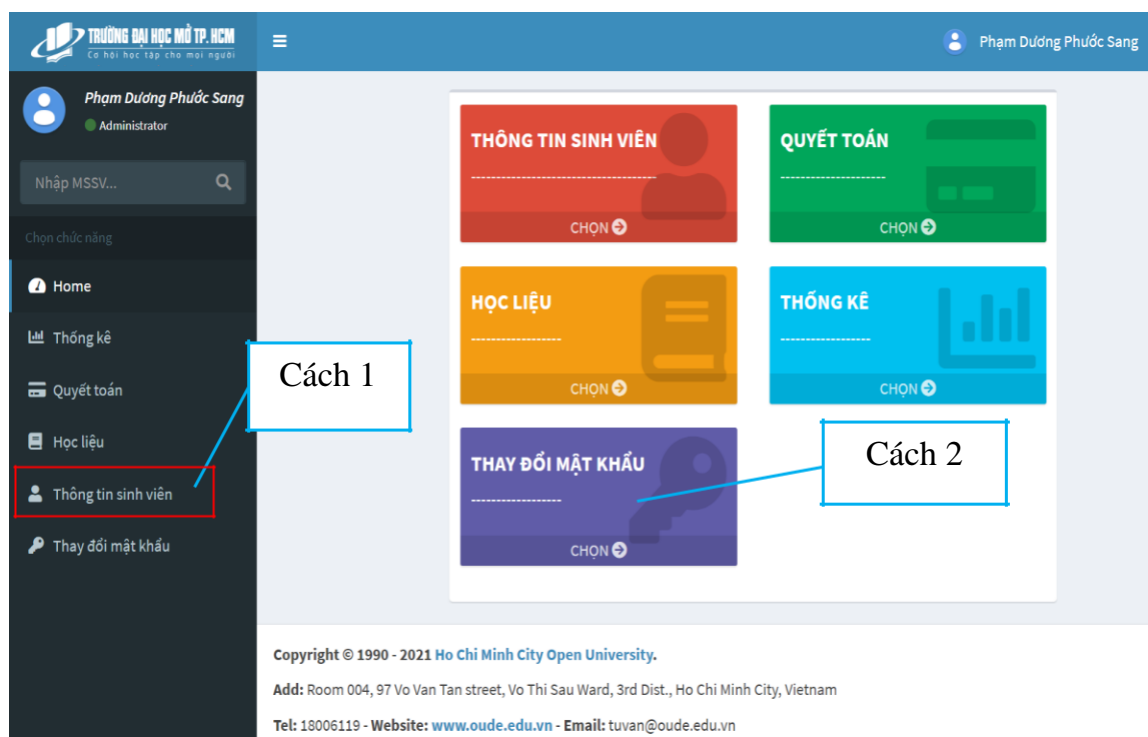 TRƯỜNG ĐẠI HỌC MỞ TP. HCM
Cơ hội học tập cho mọi người
Phạm Dương Phước Sang
Phạm Dương Phước Sang
Administrator
Nhập MSSV...
Chọn chức năng
Home
Thống kê
Quyết toán
Học liệu
Thông tin sinh viên
Thay đổi mật khẩu
Cách 1
THÔNG TIN SINH VIÊN
-------------------------------------
CHỌN
QUYẾT TOÁN
---------------------
CHỌN
HỌC LIỆU
------------------
CHỌN
THỐNG KÊ
------------------
CHỌN
THAY ĐỔI MẬT KHẨU
------------------
CHỌN
Cách 2
Copyright © 1990 - 2021 Ho Chi Minh City Open University.
Add: Room 004, 97 Vo Van Tan street, Vo Thi Sau Ward, 3rd Dist., Ho Chi Minh City, Vietnam
Tel: 18006119 - Website: www.oude.edu.vn - Email: tuvan@oude.edu.vn